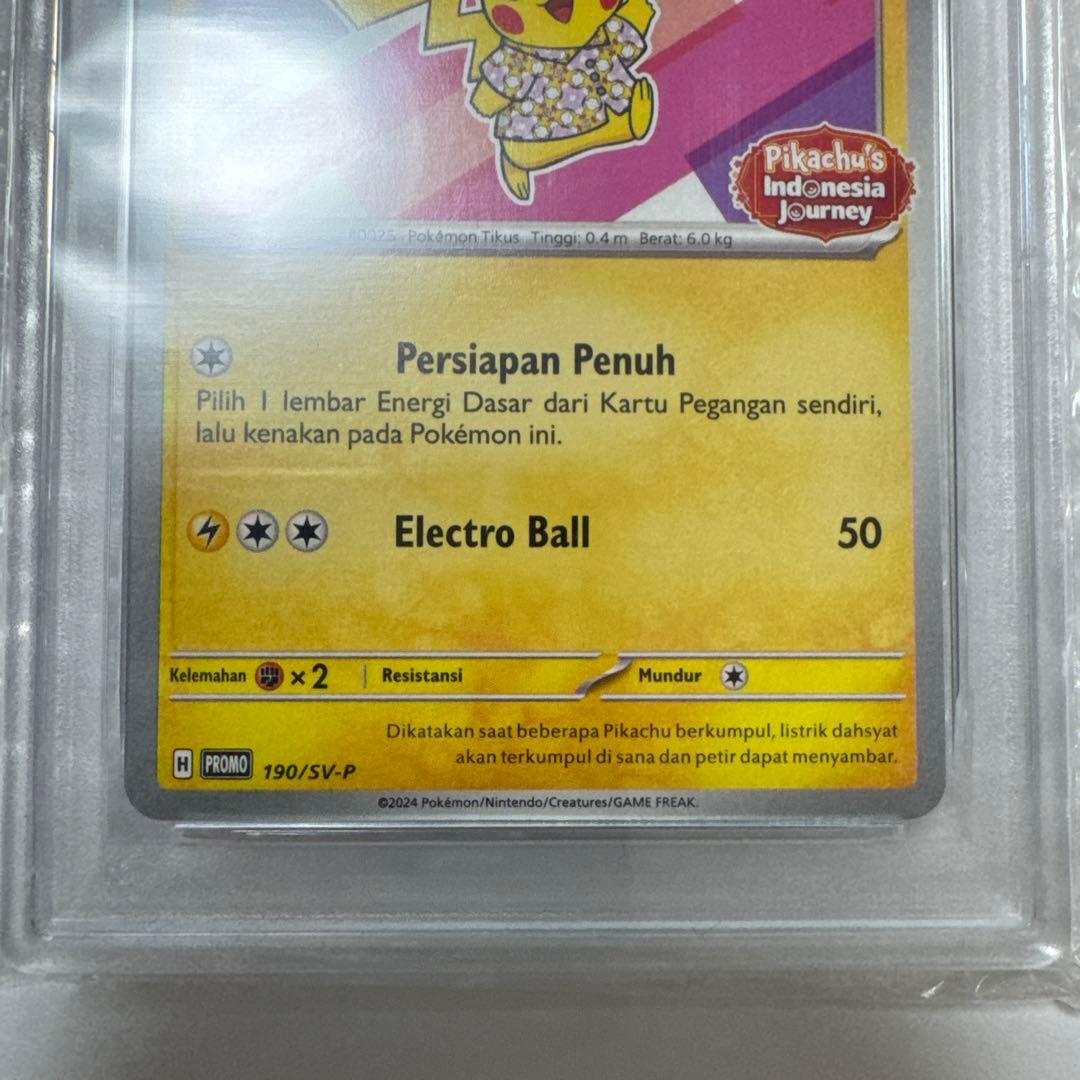 Pikachu's
Indonesia
Journey
0025 Pokémon Tikus Tinggi: 0.4 m Berat: 6.0 kg
Persiapan Penuh
Pilih 1 lembar Energi Dasar dari Kartu Pegangan sendiri,
lalu kenakan pada Pokémon ini.
Electro Ball 50
Kelemahan ×2 Resistansi Mundur
Dikatakan saat beberapa Pikachu berkumpul, listrik dahsyat
akan terkumpul di sana dan petir dapat menyambar.
H PROMO 190/SV-P
©2024 Pokémon/Nintendo/Creatures/GAME FREAK.